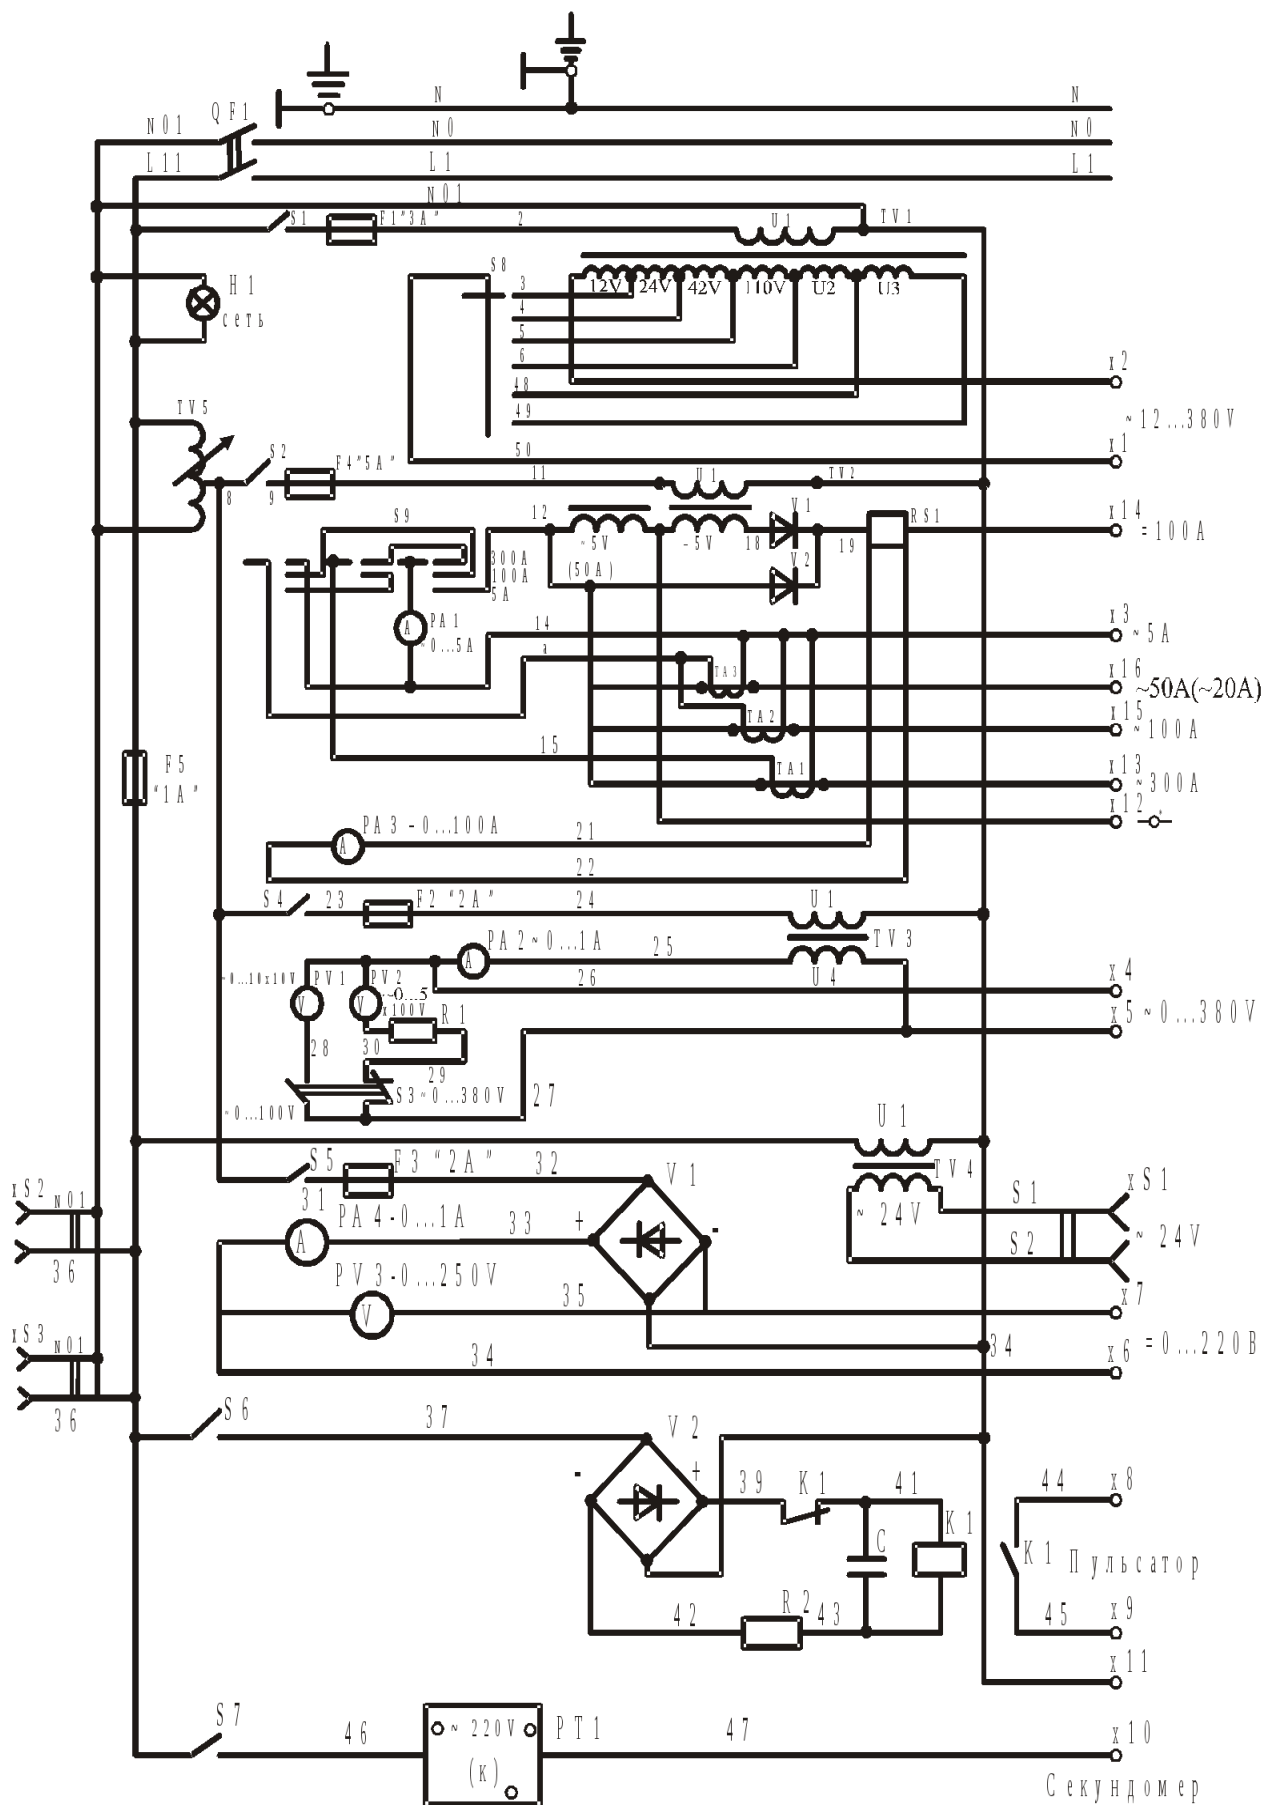 N N
QF1
N01 N0 N0
L11 L1 L1
N01
S1 F1"3A" 2 U1 TV1
S8
12V 24V 42V 110V U2 U3
3
4
5
6
48
49
50
H1
сеть
x2
~12...380V
x1
TV5
S2
F4"5A"
8 9 11 U1 TV2
S9 12 V1 RS1 x14
=100A
~5V -5V 18 19
(50A) V2
300A
100A
5A
A PA1
~0...5A
14 x3 ~5A
a
TA3 x16 ~50A(~20A)
TA2 x15 ~100A
15
TA1 x13 ~300A
x12
F5
"1A"
PA3-0...100A
A
21
22
S4 23 F2 "2A" 24 U1
TV3
PA2~0...1A 25
A
U4
26 x4
~0...10x10V PV1 PV2
V V ~0...5
x100V
R1
x5 ~0...380V
28 30
29
S3~0...380V
~0...100V
27
U1
TV4
~ 24V
S5 F3 "2A" 32 V1
31
xS1
S1
~ 24V
S2
xS2 N01
36
PA4-0...1A 33 + -
A
PV3-0...250V
V
35 x7
xS3 N01
36
34 34
x6 =0...220В
S6 37 V2
- +
39 K1 41
C K1
42 R2 43
44 x8
K1 Пульсатор
45 x9
x11
S7 46 ~ 220V PT1 47 x10
(к)
Секундомер